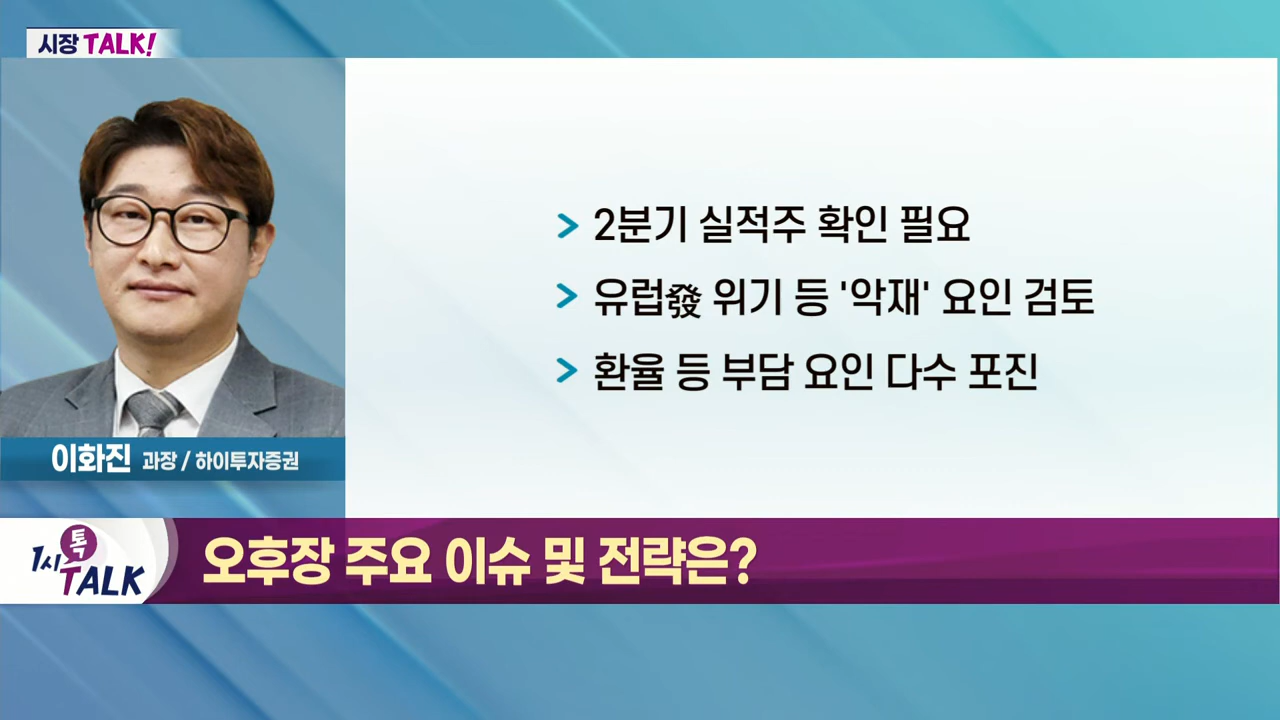 시장 TALK!
2분기 실적주 확인 필요
유럽發 위기 등 '악재' 요인 검토
환율 등 부담 요인 다수 포진
이화진 과장 / 하이투자증권
1시 톡 TALK
오후장 주요 이슈 및 전략은?